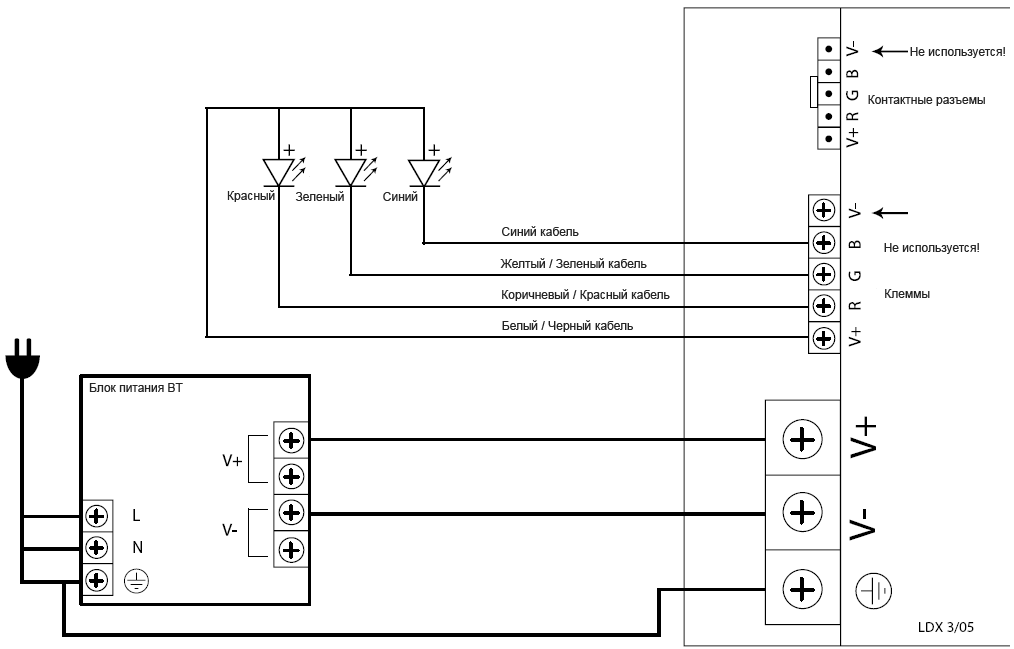 V-
Не используется!
B
G
Контактные разъемы
R
V+
+
+
+
Красный
Зеленый
Синий
V-
Синий кабель
B
Не используется!
Желтый / Зеленый кабель
G
Коричневый / Красный кабель
R
Клеммы
Белый / Черный кабель
V+
Блок питания ВТ
V+
V-
L
N
V+
V-
LDX 3/05